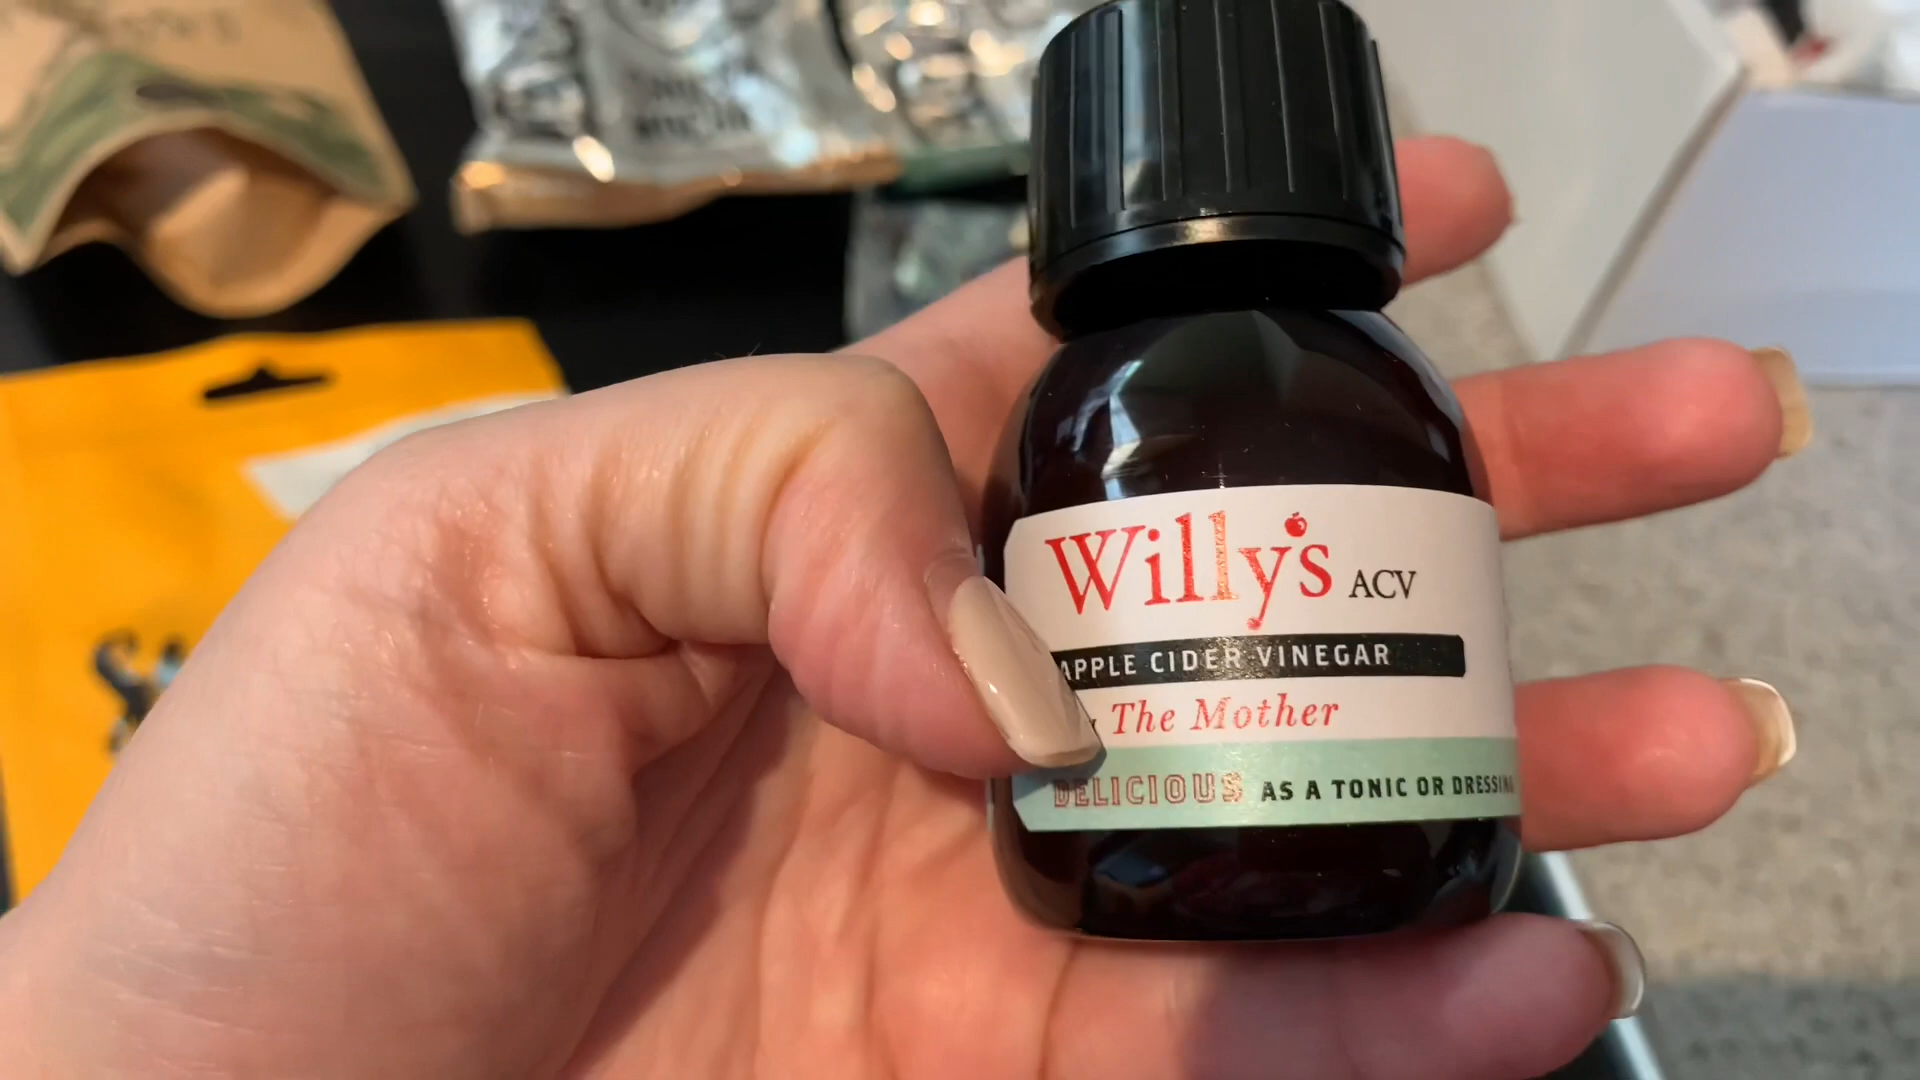 Willy's ACV
APPLE CIDER VINEGAR
The Mother
DELICIOUS AS A TONIC OR DRESSING